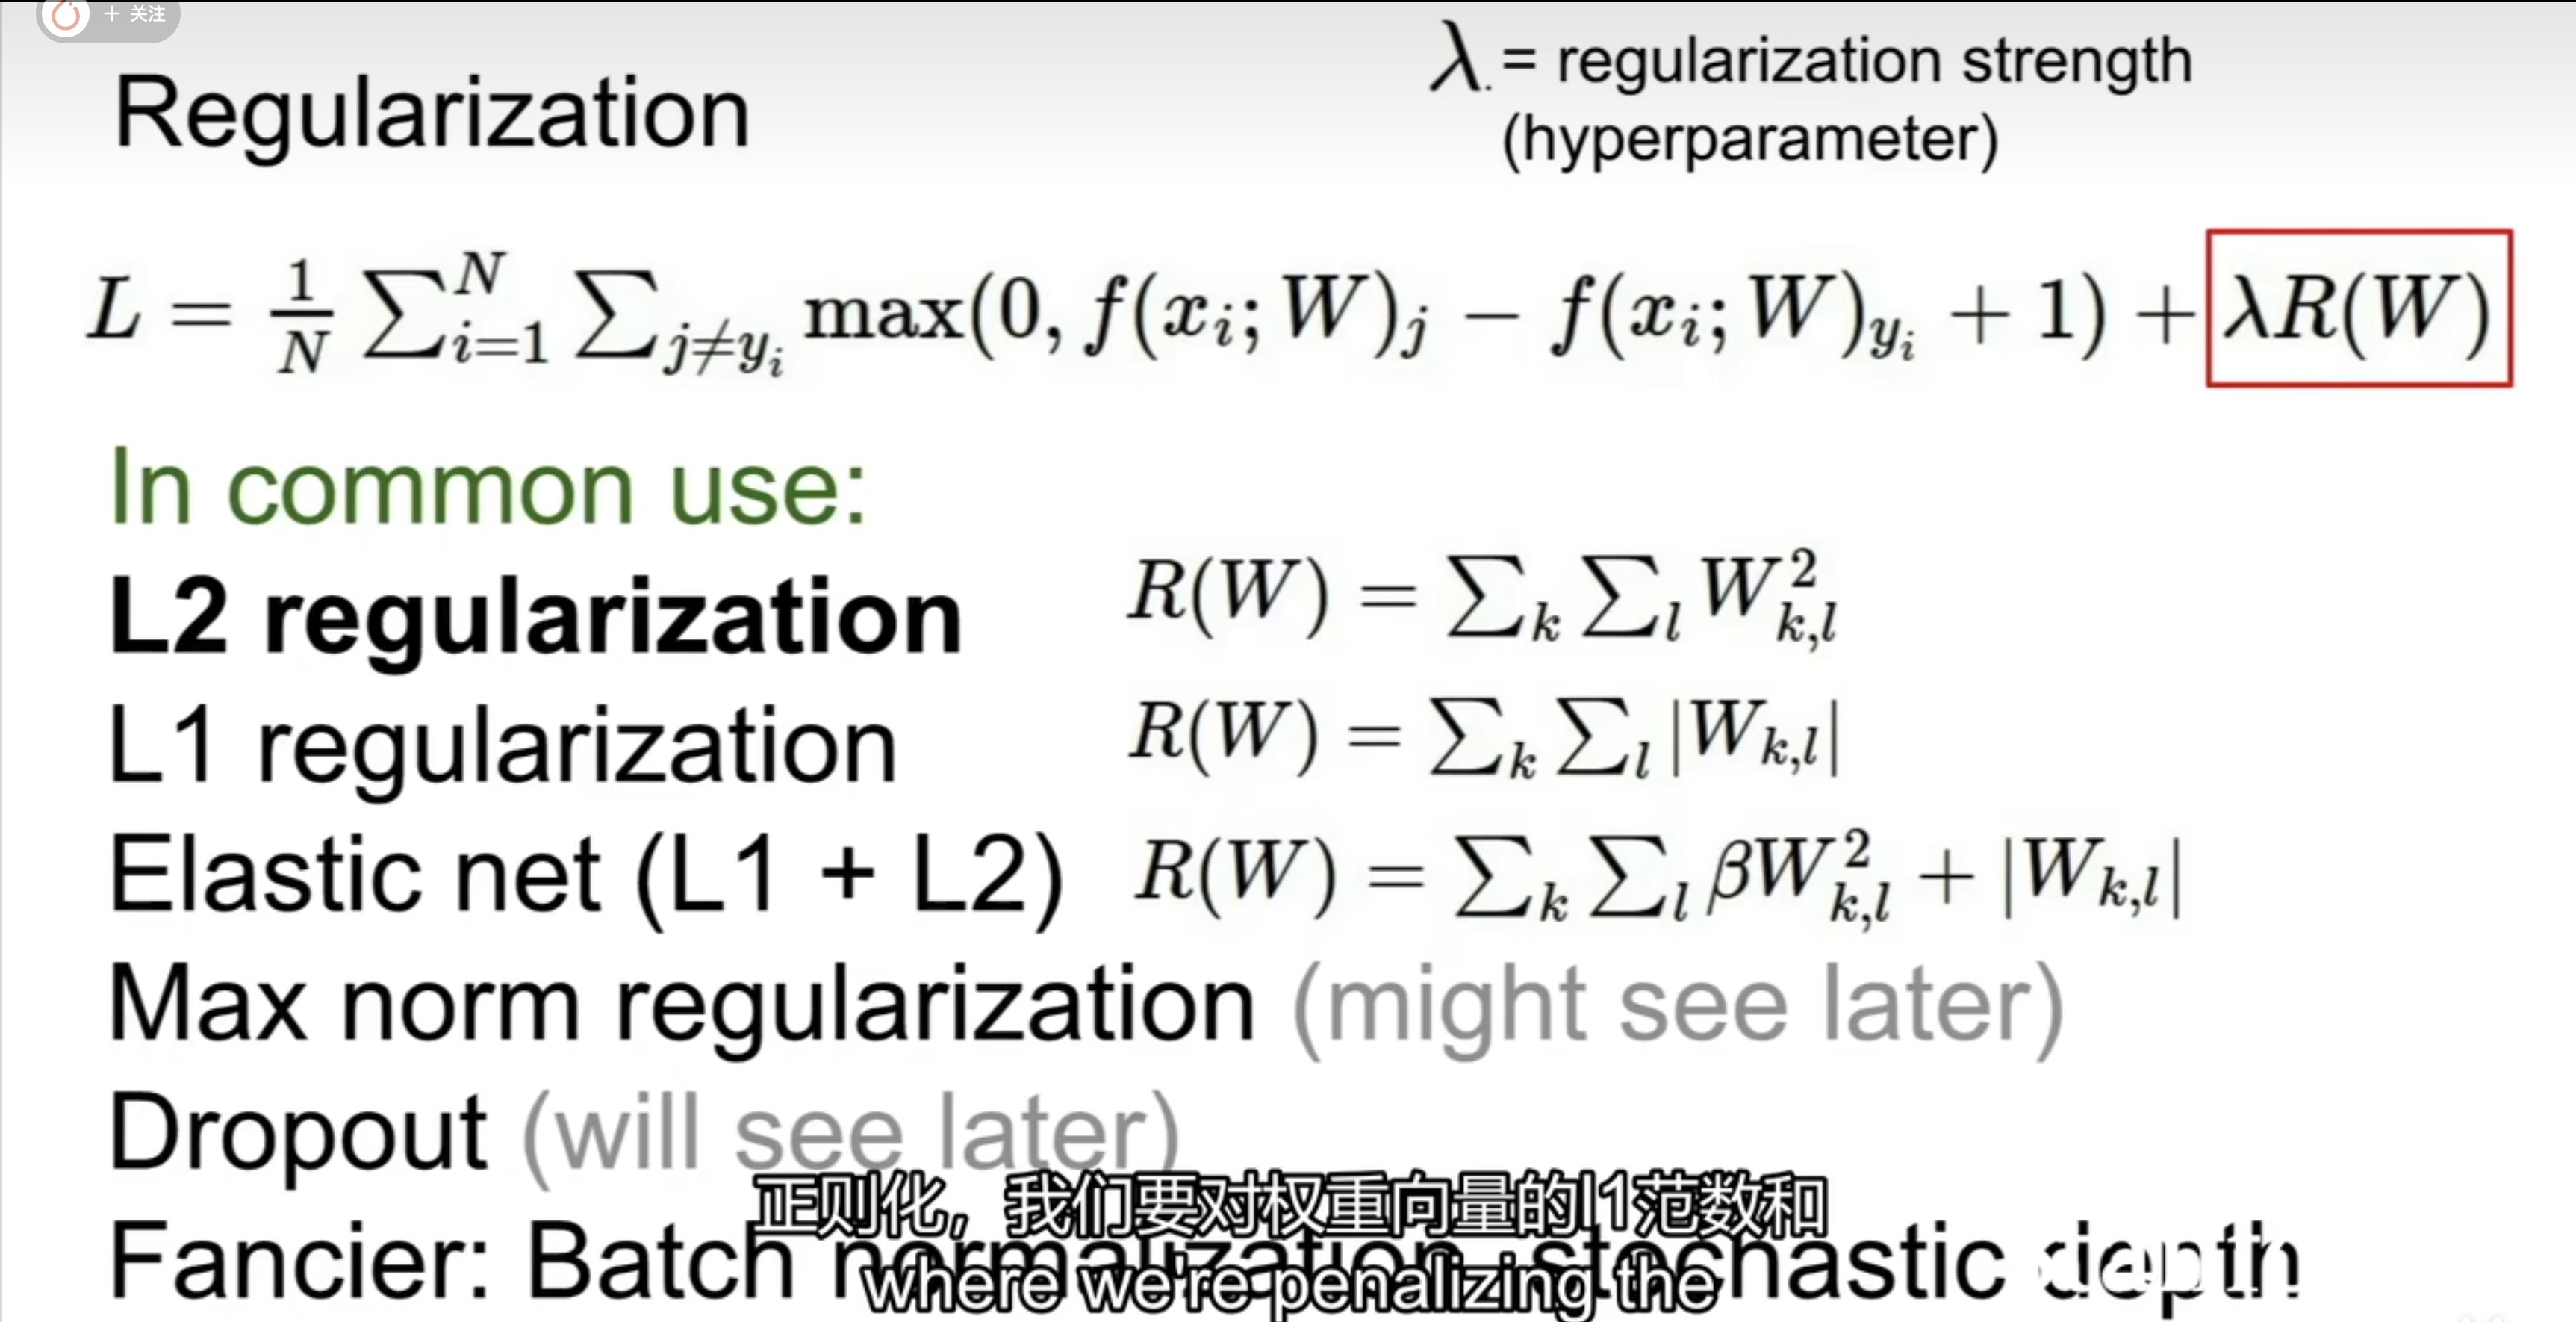 + 关注
λ = regularization strength
(hyperparameter)
Regularization
L = \frac{1}{N} \sum_{i=1}^{N} \sum_{j \neq y_i} \max(0, f(x_i; W)_j - f(x_i; W)_{y_i} + 1) + λR(W)
In common use:
L2 regularization R(W) = \sum_k \sum_l W_{k,l}^2
L1 regularization R(W) = \sum_k \sum_l |W_{k,l}|
Elastic net (L1 + L2) R(W) = \sum_k \sum_l βW_{k,l}^2 + |W_{k,l}|
Max norm regularization (might see later)
Dropout (will see later)
正则化，我们要对权重向量的l1范数和
Fancier: Batch normalization, stochastic depth
where we're penalizing the